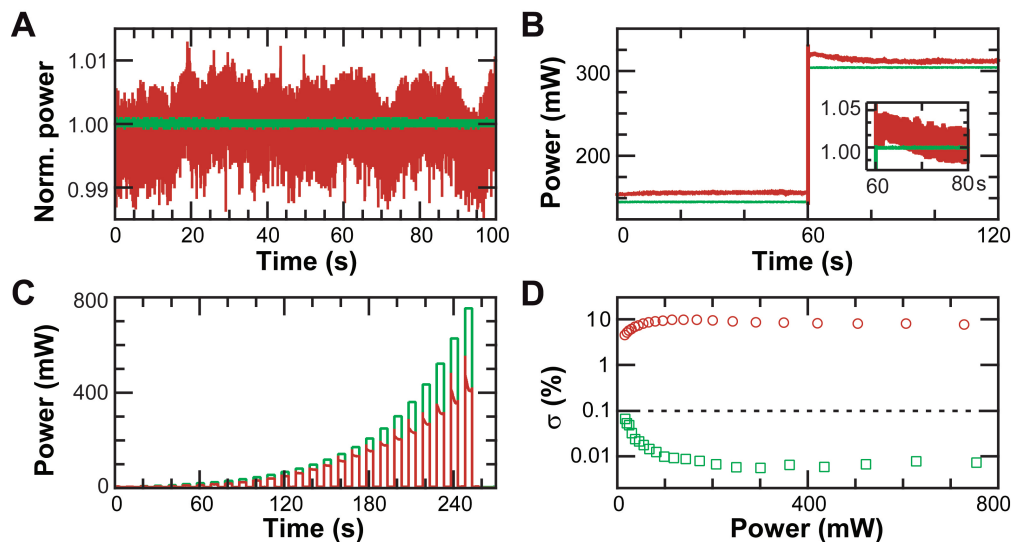 A
Norm. power
1.01
1.00
0.99
0 20 40 60 80 100
Time (s)
B
Power (mW)
300
200
0 60 120
Time (s)
1.05
1.00
60 80s
C
Power (mW)
800
400
0
0 60 120 180 240
Time (s)
D
σ (%)
10
1
0.1
0.01
0 400 800
Power (mW)